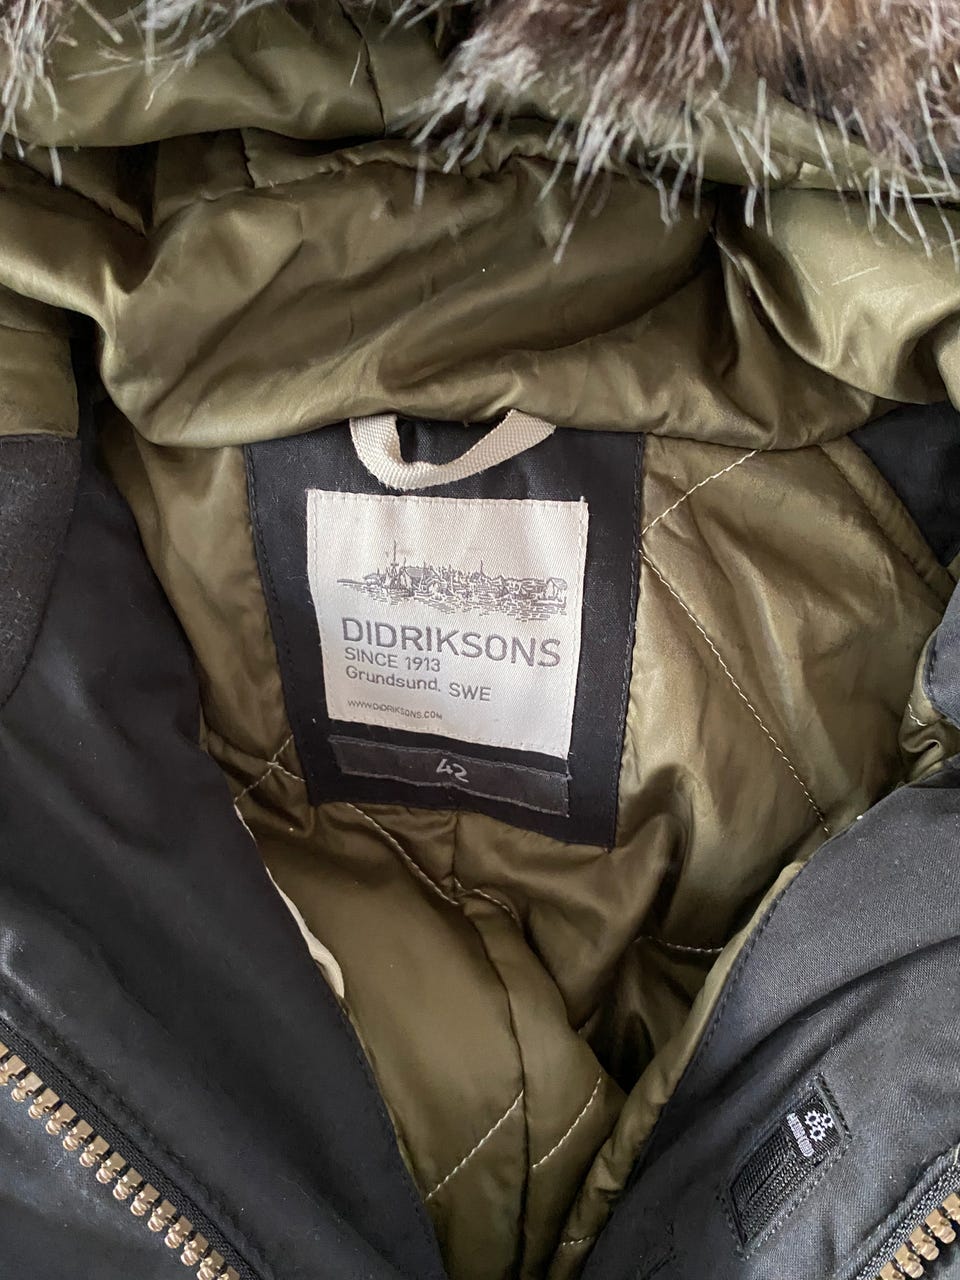 DIDRIKSONS
SINCE 1913
Grundsund, SWE
WWW.DIDRIKSONS.COM
42